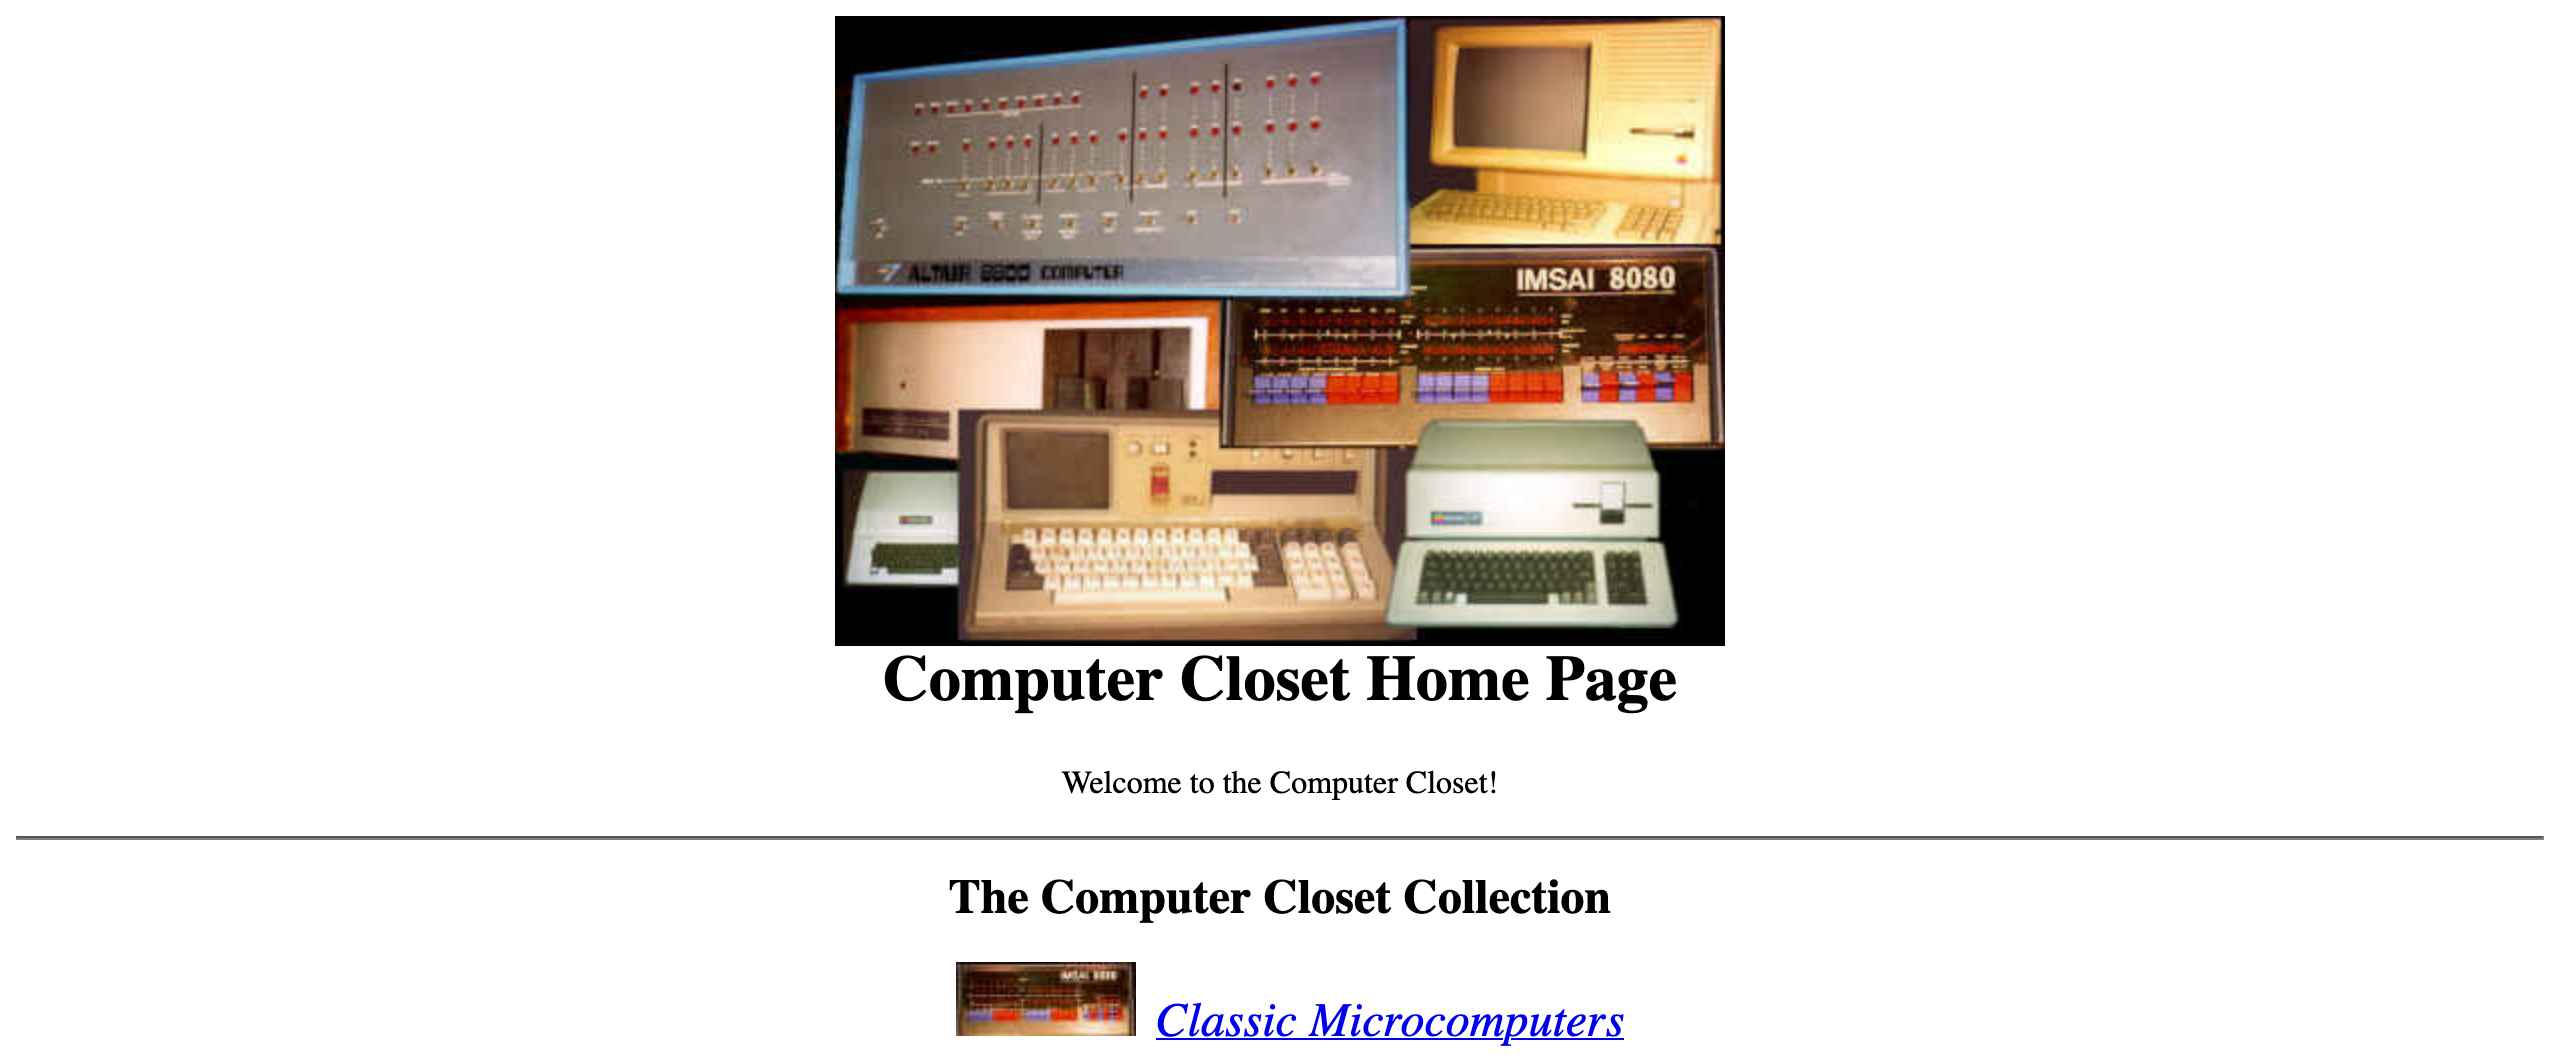 ALTAIR 8800 COMPUTER
IMSAI 8080
Computer Closet Home Page
Welcome to the Computer Closet!
The Computer Closet Collection
IMSAI 8080
Classic Microcomputers